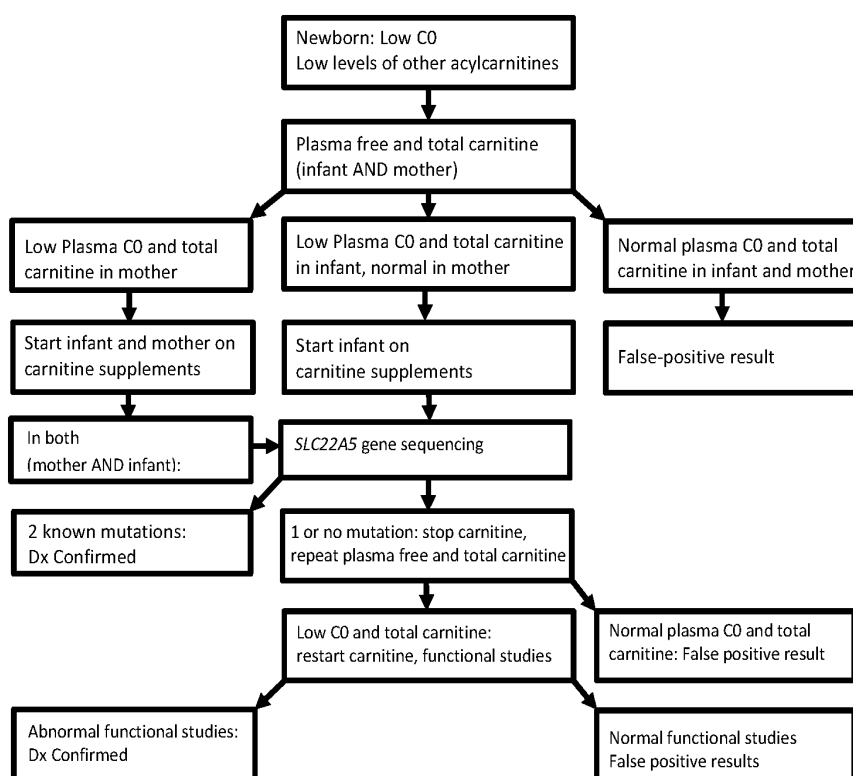 Newborn: Low C0
Low levels of other acylcarnitines
Plasma free and total carnitine
(infant AND mother)
Low Plasma C0 and total
carnitine in mother
Low Plasma C0 and total carnitine
in infant, normal in mother
Normal plasma C0 and total
carnitine in infant and mother
Start infant and mother on
carnitine supplements
Start infant on
carnitine supplements
False-positive result
In both
(mother AND infant):
SLC22A5 gene sequencing
2 known mutations:
Dx Confirmed
1 or no mutation: stop carnitine,
repeat plasma free and total carnitine
Low C0 and total carnitine:
restart carnitine, functional studies
Normal plasma C0 and total
carnitine: False positive result
Abnormal functional studies:
Dx Confirmed
Normal functional studies
False positive results